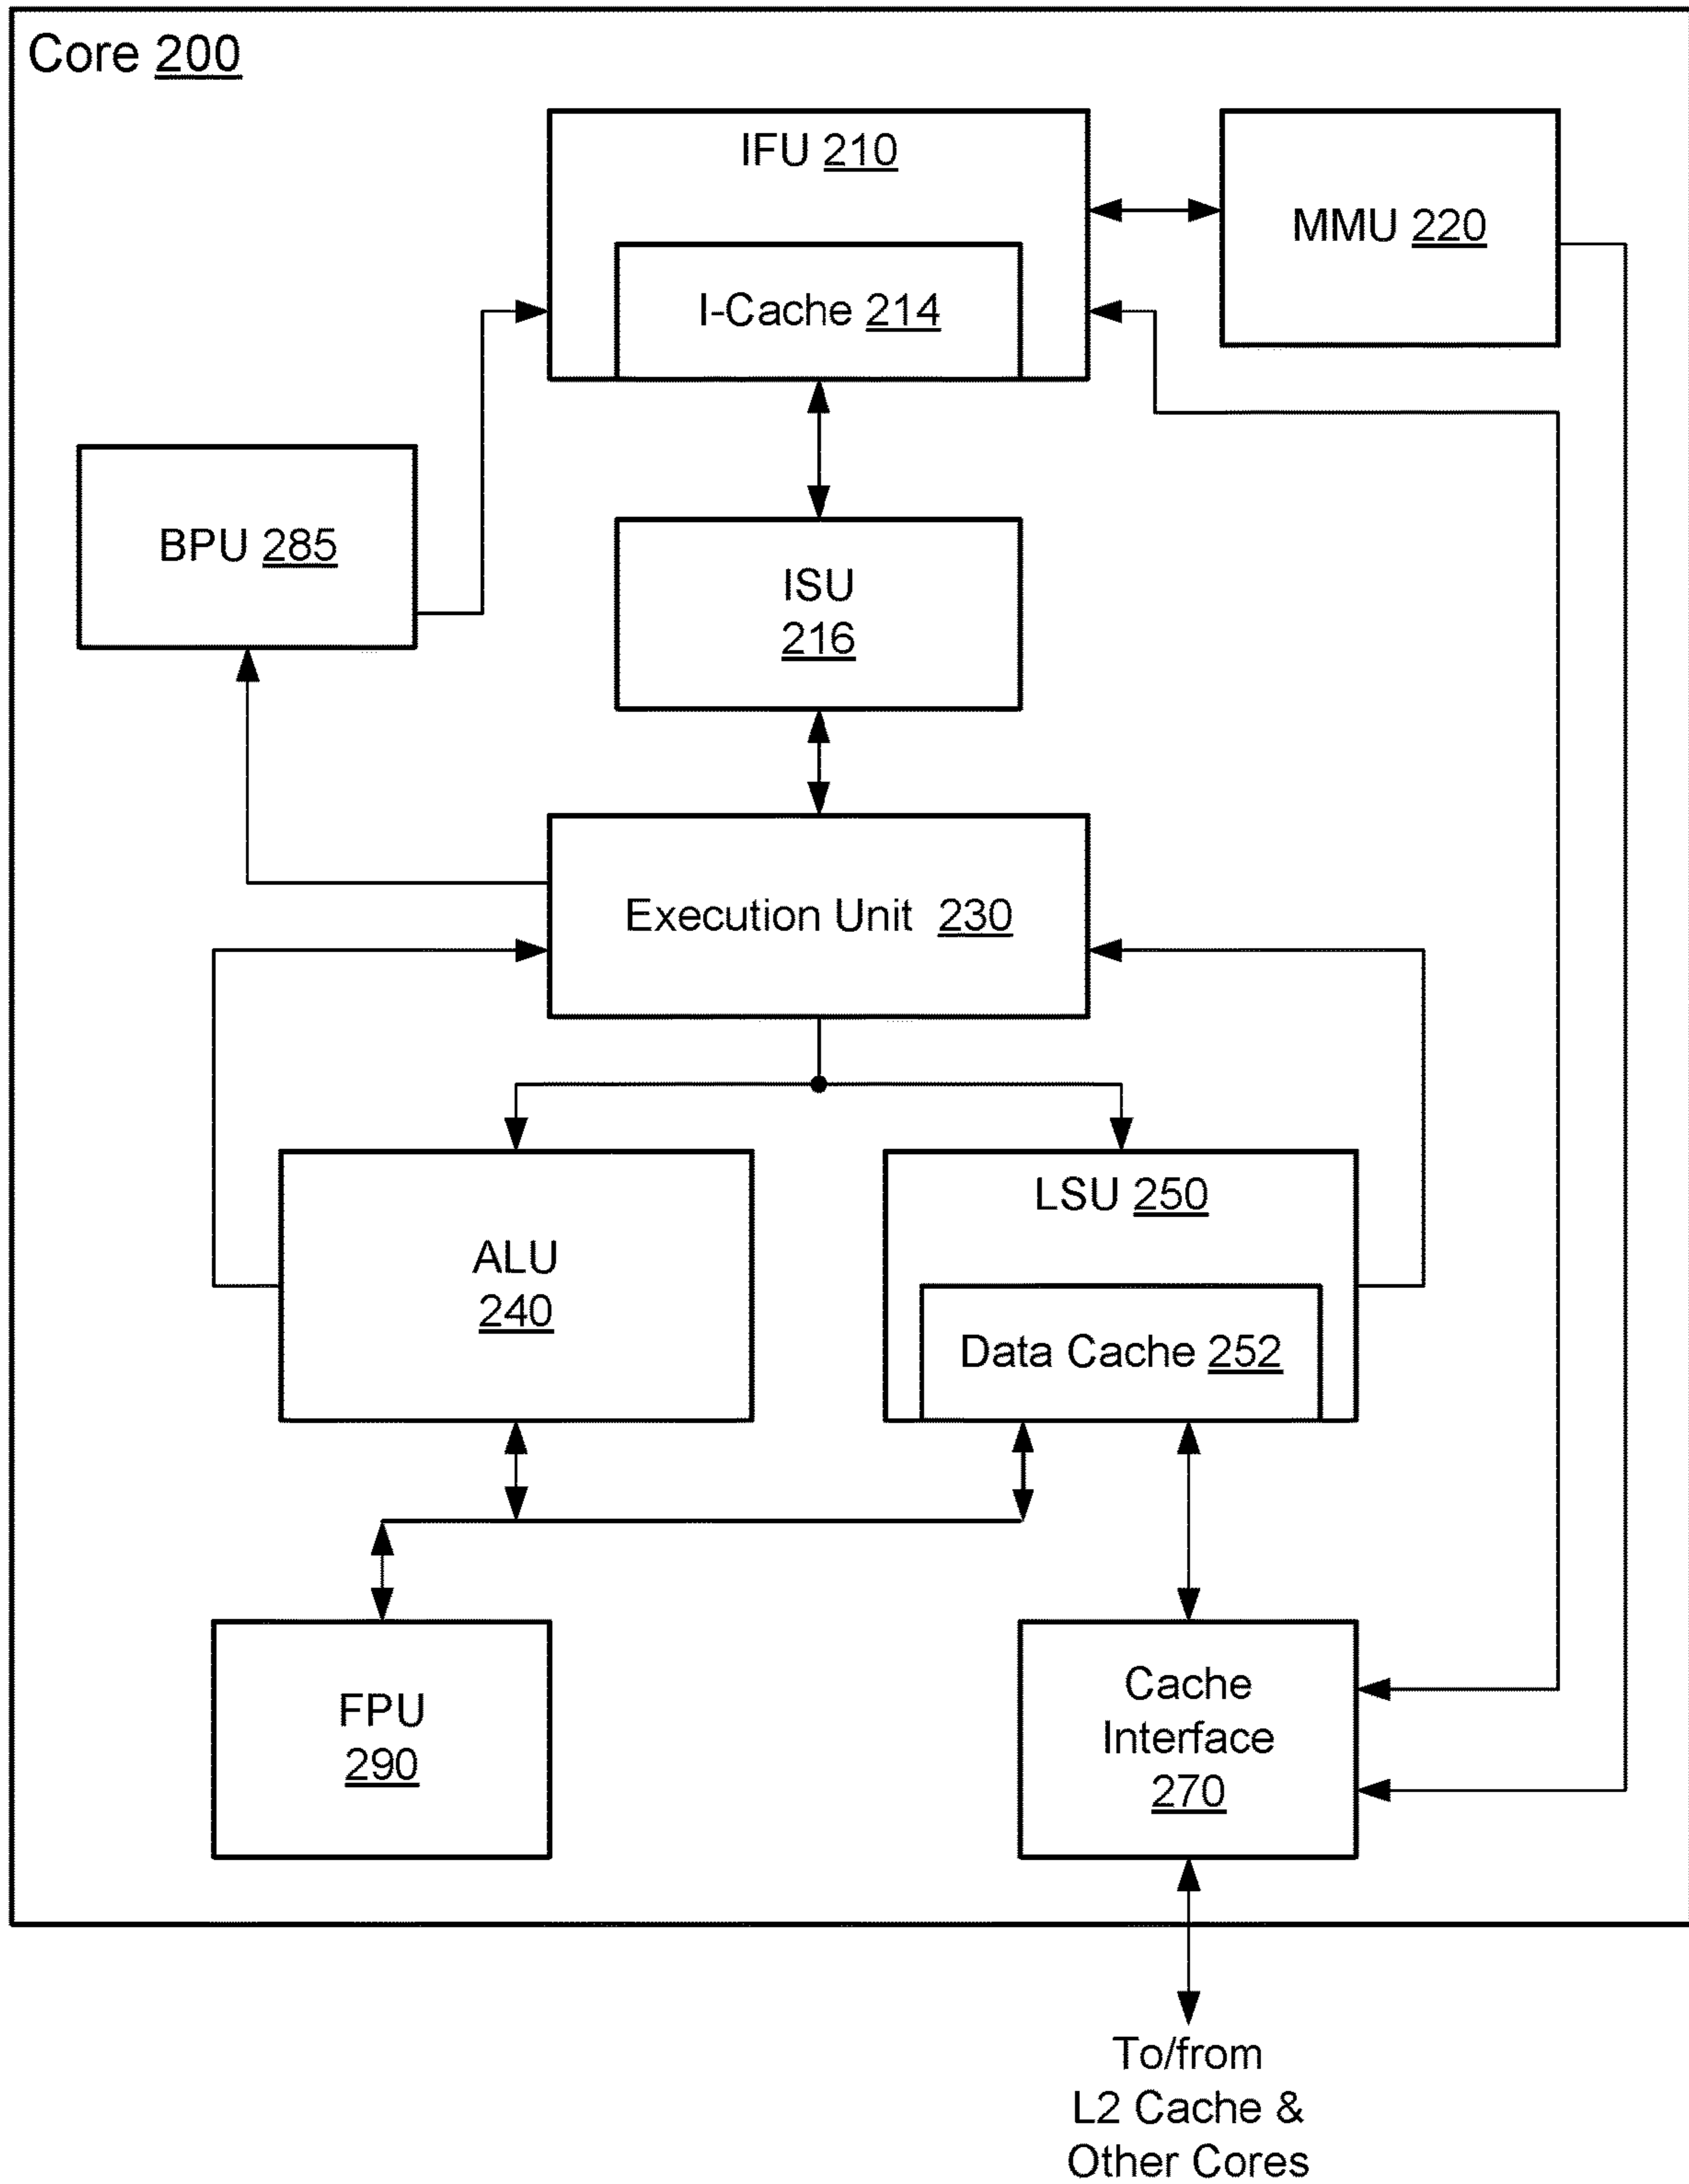 Core 200
IFU 210
MMU 220
I-Cache 214
BPU 285
ISU
216
Execution Unit 230
ALU
240
LSU 250
Data Cache 252
FPU
290
Cache
Interface
270
To/from
L2 Cache &
Other Cores